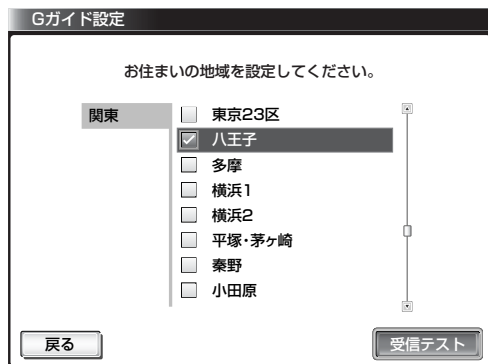 Gガイド設定
お住まいの地域を設定してください。
関東
東京23区
八王子
多摩
横浜1
横浜2
平塚・茅ヶ崎
秦野
小田原
戻る
受信テスト